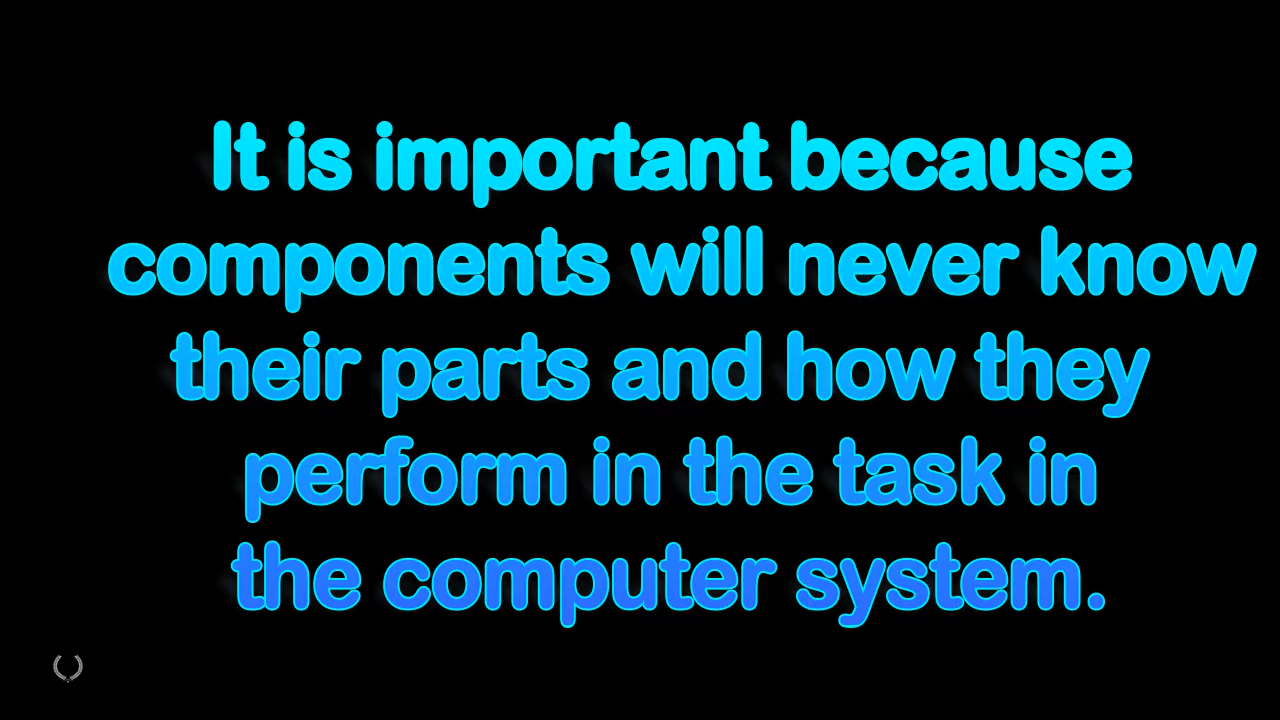 It is important because
components will never know
their parts and how they
perform in the task in
the computer system.